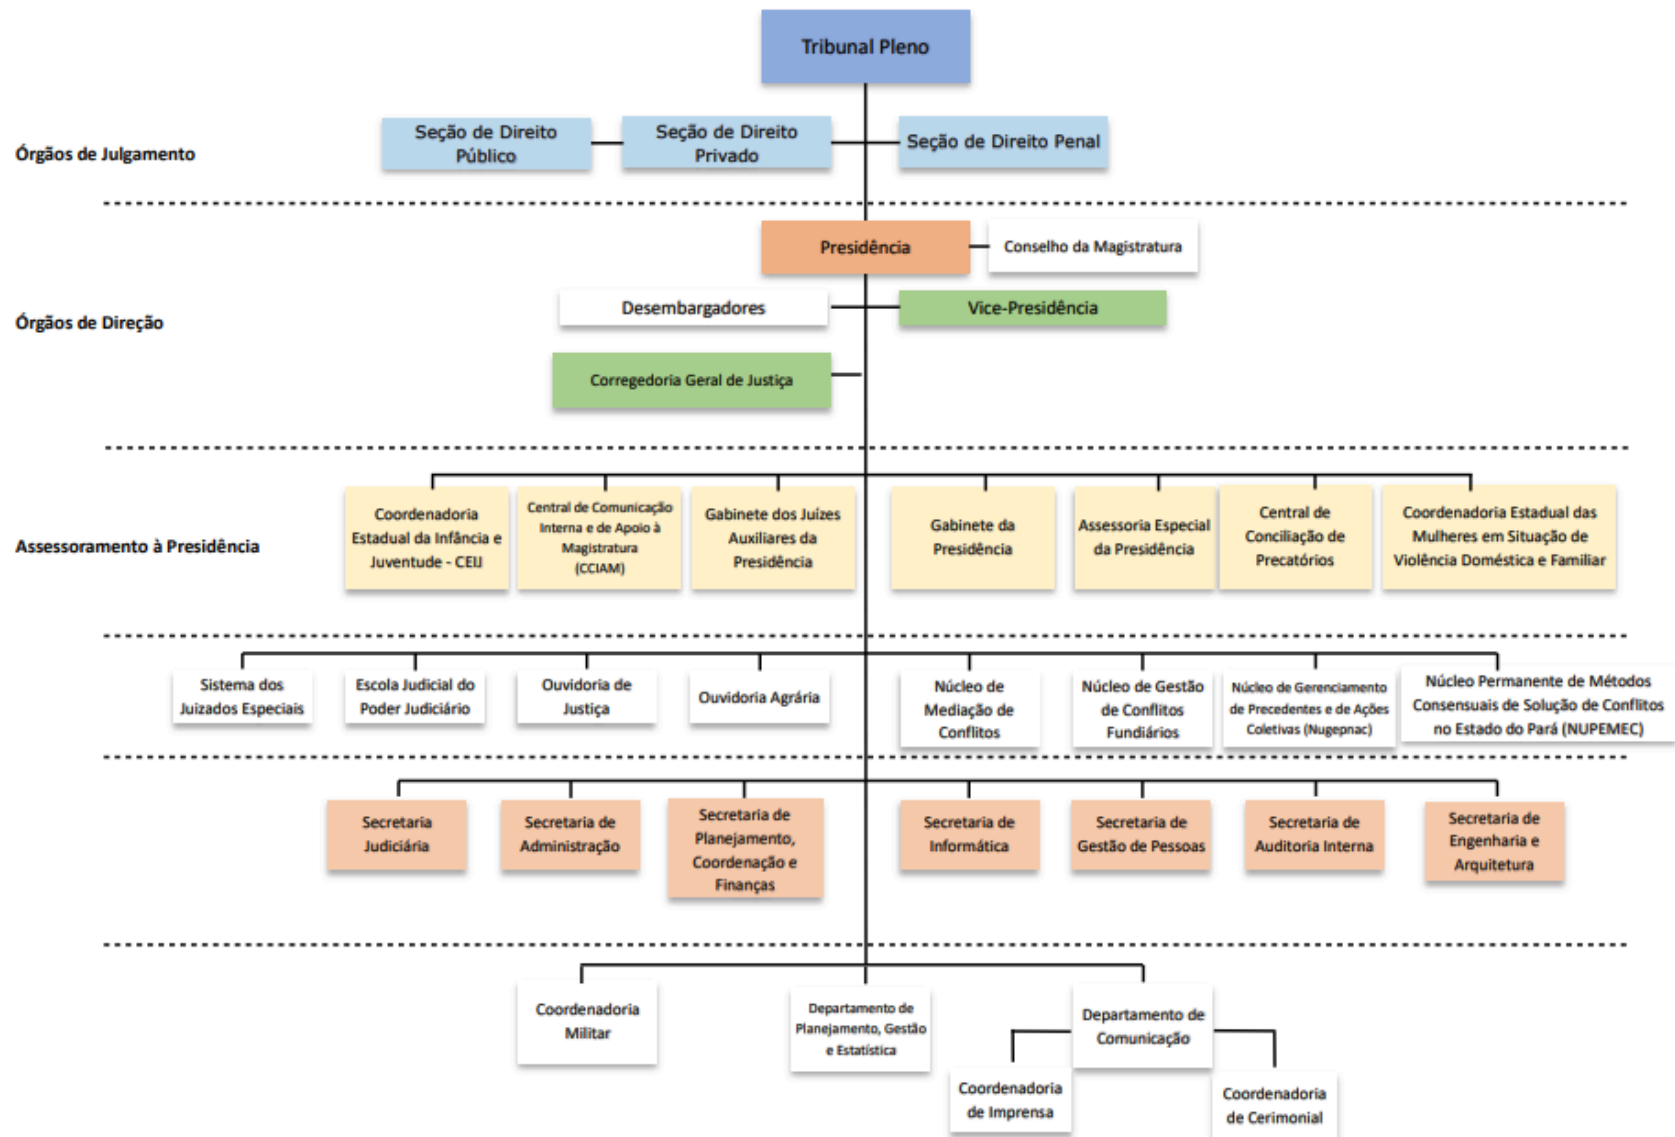 Tribunal Pleno
Órgãos de Julgamento
Seção de Direito
Público
Seção de Direito
Privado
Seção de Direito Penal
Órgãos de Direção
Presidência
Conselho da Magistratura
Desembargadores
Vice-Presidência
Corregedoria Geral de Justiça
Assessoramento à Presidência
Coordenadoria
Estadual da Infância e
Juventude - CEIJ
Central de Comunicação
Interna e de Apoio à
Magistratura
(CCIAM)
Gabinete dos Juízes
Auxiliares da
Presidência
Gabinete da
Presidência
Assessoria Especial
da Presidência
Central de
Conciliação de
Precatórios
Coordenadoria Estadual das
Mulheres em Situação de
Violência Doméstica e Familiar
Sistema dos
Juizados Especiais
Escola Judicial do
Poder Judiciário
Ouvidoria de
Justiça
Ouvidoria Agrária
Núcleo de
Mediação de
Conflitos
Núcleo de Gestão
de Conflitos
Fundiários
Núcleo de Gerenciamento
de Precedentes e de Ações
Coletivas (Nugepnac)
Núcleo Permanente de Métodos
Consensuais de Solução de Conflitos
no Estado do Pará (NUPEMEC)
Secretaria
Judiciária
Secretaria de
Administração
Secretaria de
Planejamento,
Coordenação e
Finanças
Secretaria de
Informática
Secretaria de
Gestão de Pessoas
Secretaria de
Auditoria Interna
Secretaria de
Engenharia e
Arquitetura
Coordenadoria
Militar
Departamento de
Planejamento, Gestão
e Estatística
Departamento de
Comunicação
Coordenadoria
de Imprensa
Coordenadoria
de Cerimonial